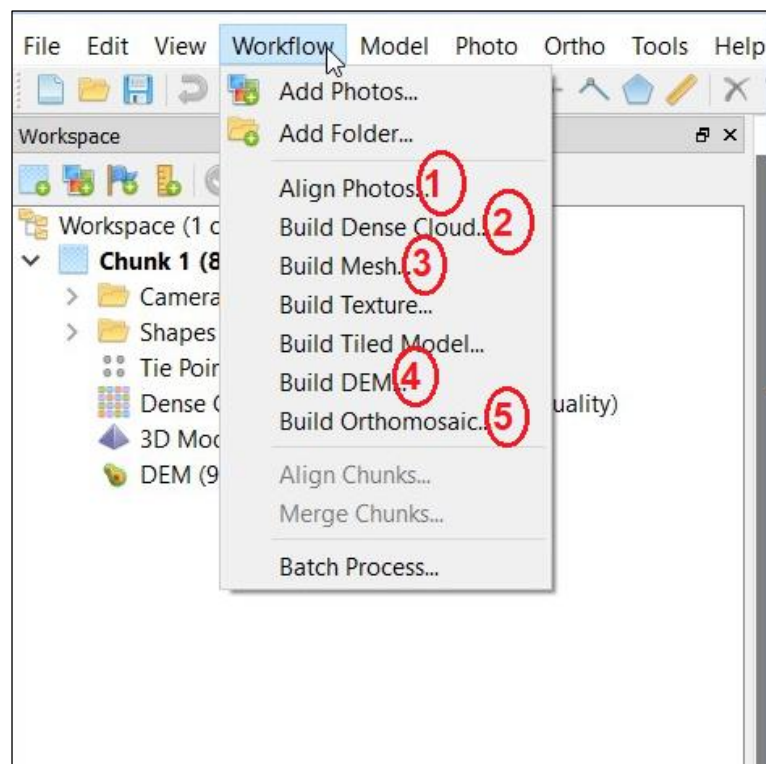 File Edit View Workflow Model Photo Ortho Tools Help
Add Photos...
Workspace
Add Folder...
Align Photos... 1
Workspace (1 c
Build Dense Cloud... 2
Chunk 1 (8
Build Mesh... 3
Camera
Build Texture...
Shapes
Build Tiled Model...
Tie Poin
Build DEM... 4
Dense C
uality)
Build Orthomosaic... 5
3D Mod
DEM (9
Align Chunks...
Merge Chunks...
Batch Process...